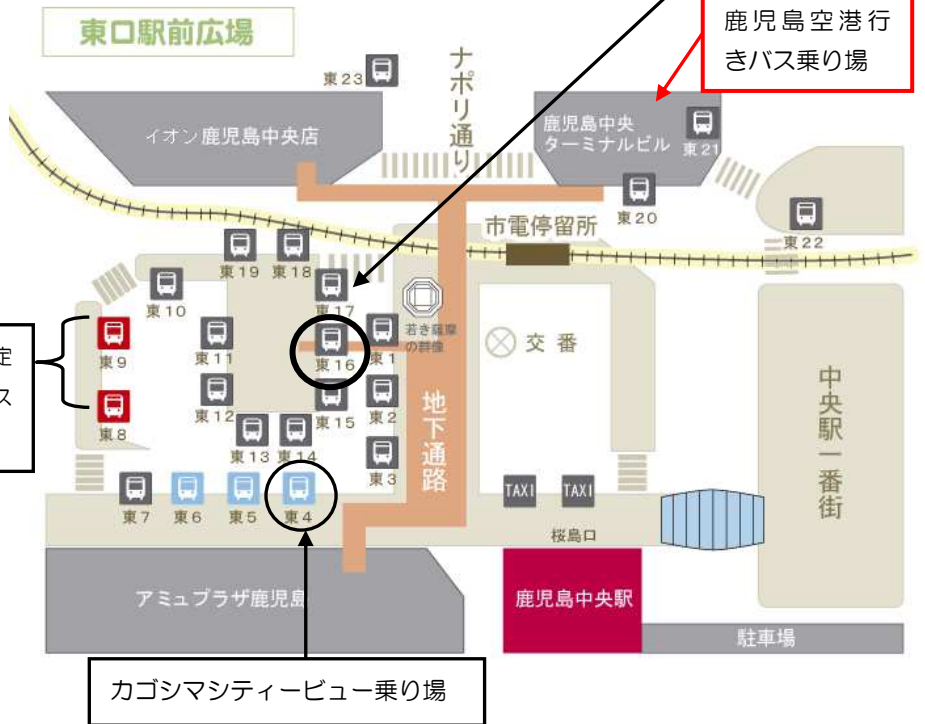 東口駅前広場
鹿児島空港行
きバス乗り場
東23
ナポリ通り
イオン鹿児島中央店
鹿児島中央
ターミナルビル
東21
東20
市電停留所
東22
東19
東18
東17
東10
若き薩摩
の群像
東1
交番
東9
東11
東16
定
ス
東8
東12
東15
東2
地下通路
中央駅一番街
東13
東14
東3
TAXI
TAXI
東7
東6
東5
東4
桜島口
アミュプラザ鹿児島
鹿児島中央駅
駐車場
カゴシマシティービュー乗り場